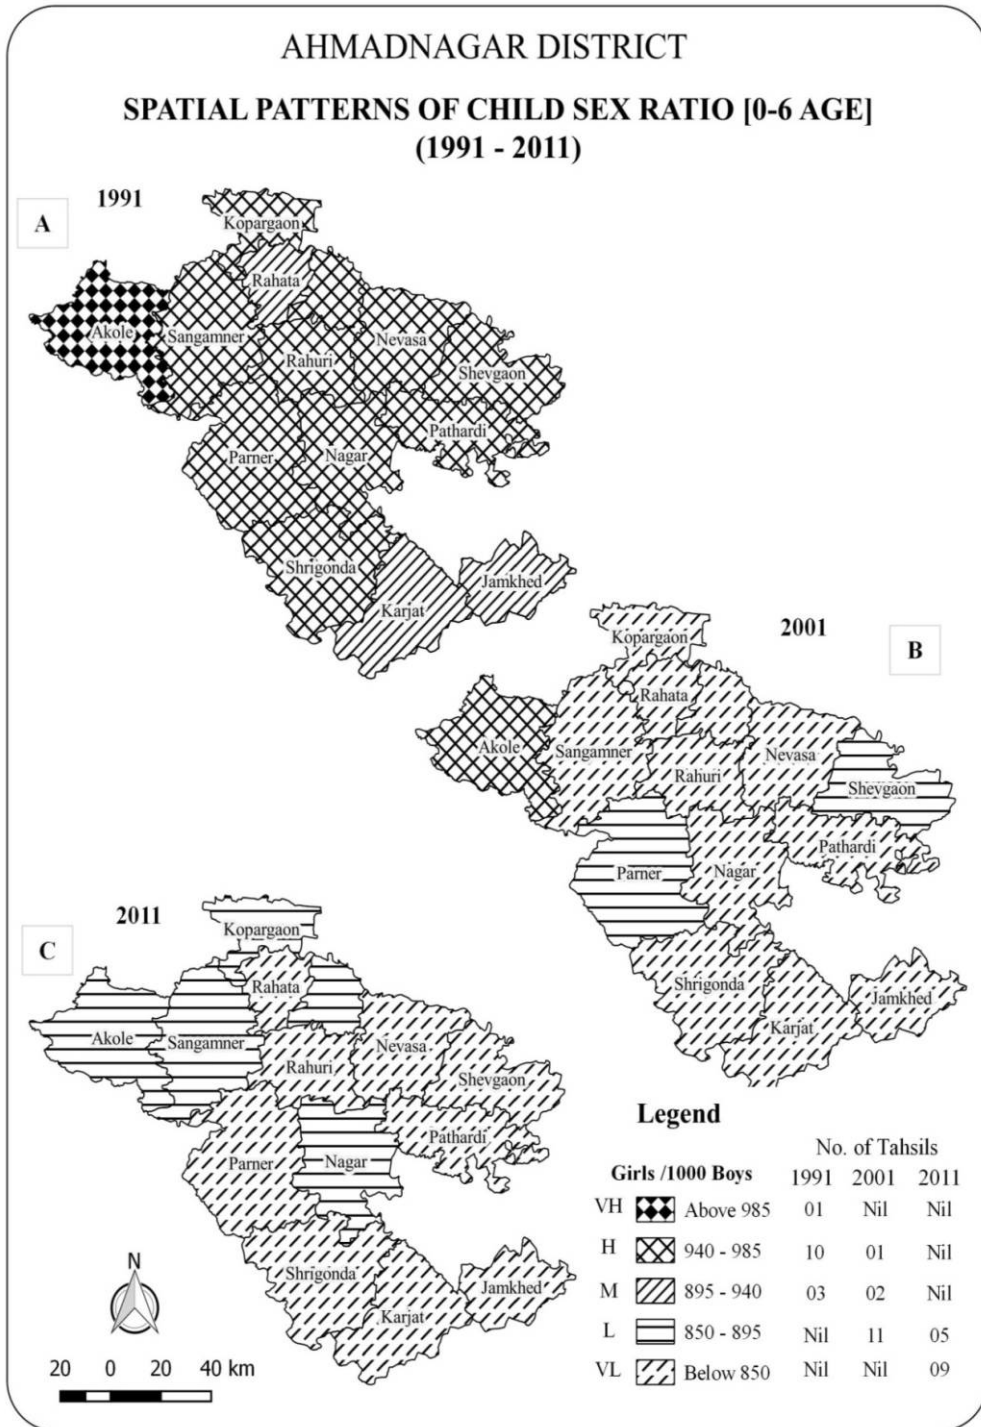 AHMADNAGAR DISTRICT
SPATIAL PATTERNS OF CHILD SEX RATIO [0-6 AGE]
(1991 - 2011)
A
1991
Kopargaon
Rahata
Akole
Sangamner
Rahuri
Nevasa
Shevgaon
Pathardi
Parner
Nagar
Shrigonda
Karjat
Jamkhed
2001
B
Kopargaon
Rahata
Akole
Sangamner
Rahuri
Nevasa
Shevgaon
Pathardi
Parner
Nagar
Shrigonda
Karjat
Jamkhed
2011
C
Kopargaon
Rahata
Akole
Sangamner
Rahuri
Nevasa
Shevgaon
Pathardi
Parner
Nagar
Shrigonda
Karjat
Jamkhed
N
20 0 20 40 km
Legend
No. of Tahsils
Girls /1000 Boys 1991 2001 2011
VH Above 985 01 Nil Nil
H 940 - 985 10 01 Nil
M 895 - 940 03 02 Nil
L 850 - 895 Nil 11 05
VL Below 850 Nil Nil 09